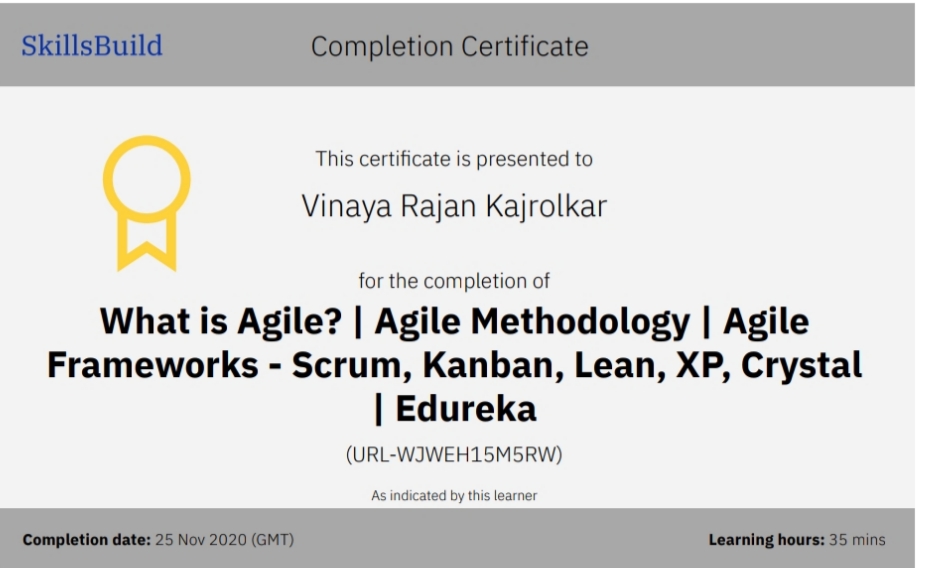 SkillsBuild
Completion Certificate
This certificate is presented to
Vinaya Rajan Kajrolkar
for the completion of
What is Agile? | Agile Methodology | Agile
Frameworks - Scrum, Kanban, Lean, XP, Crystal
| Edureka
(URL-WJWEH15M5RW)
As indicated by this learner
Completion date: 25 Nov 2020 (GMT)
Learning hours: 35 mins